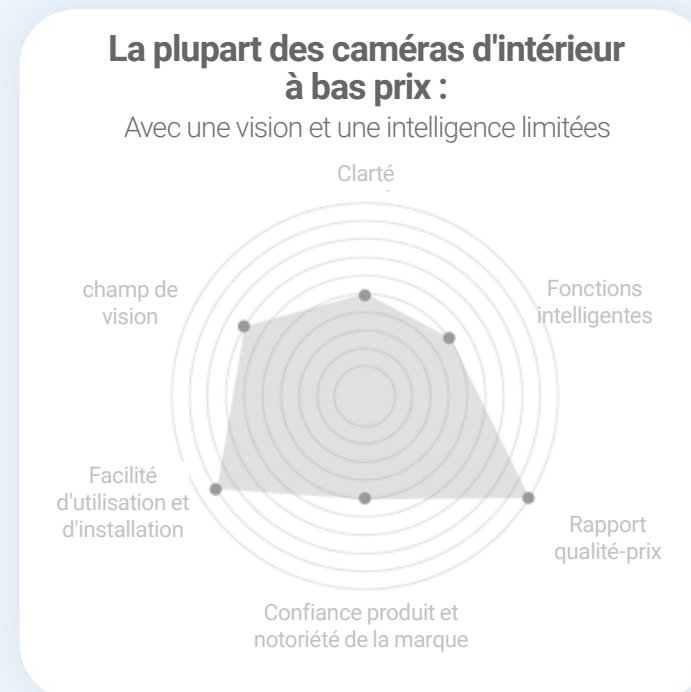 La plupart des caméras d'intérieur
à bas prix :
Avec une vision et une intelligence limitées
Clarté
champ de
vision
Fonctions
intelligentes
Facilité
d'utilisation et
d'installation
Rapport
qualité-prix
Confiance produit et
notoriété de la marque